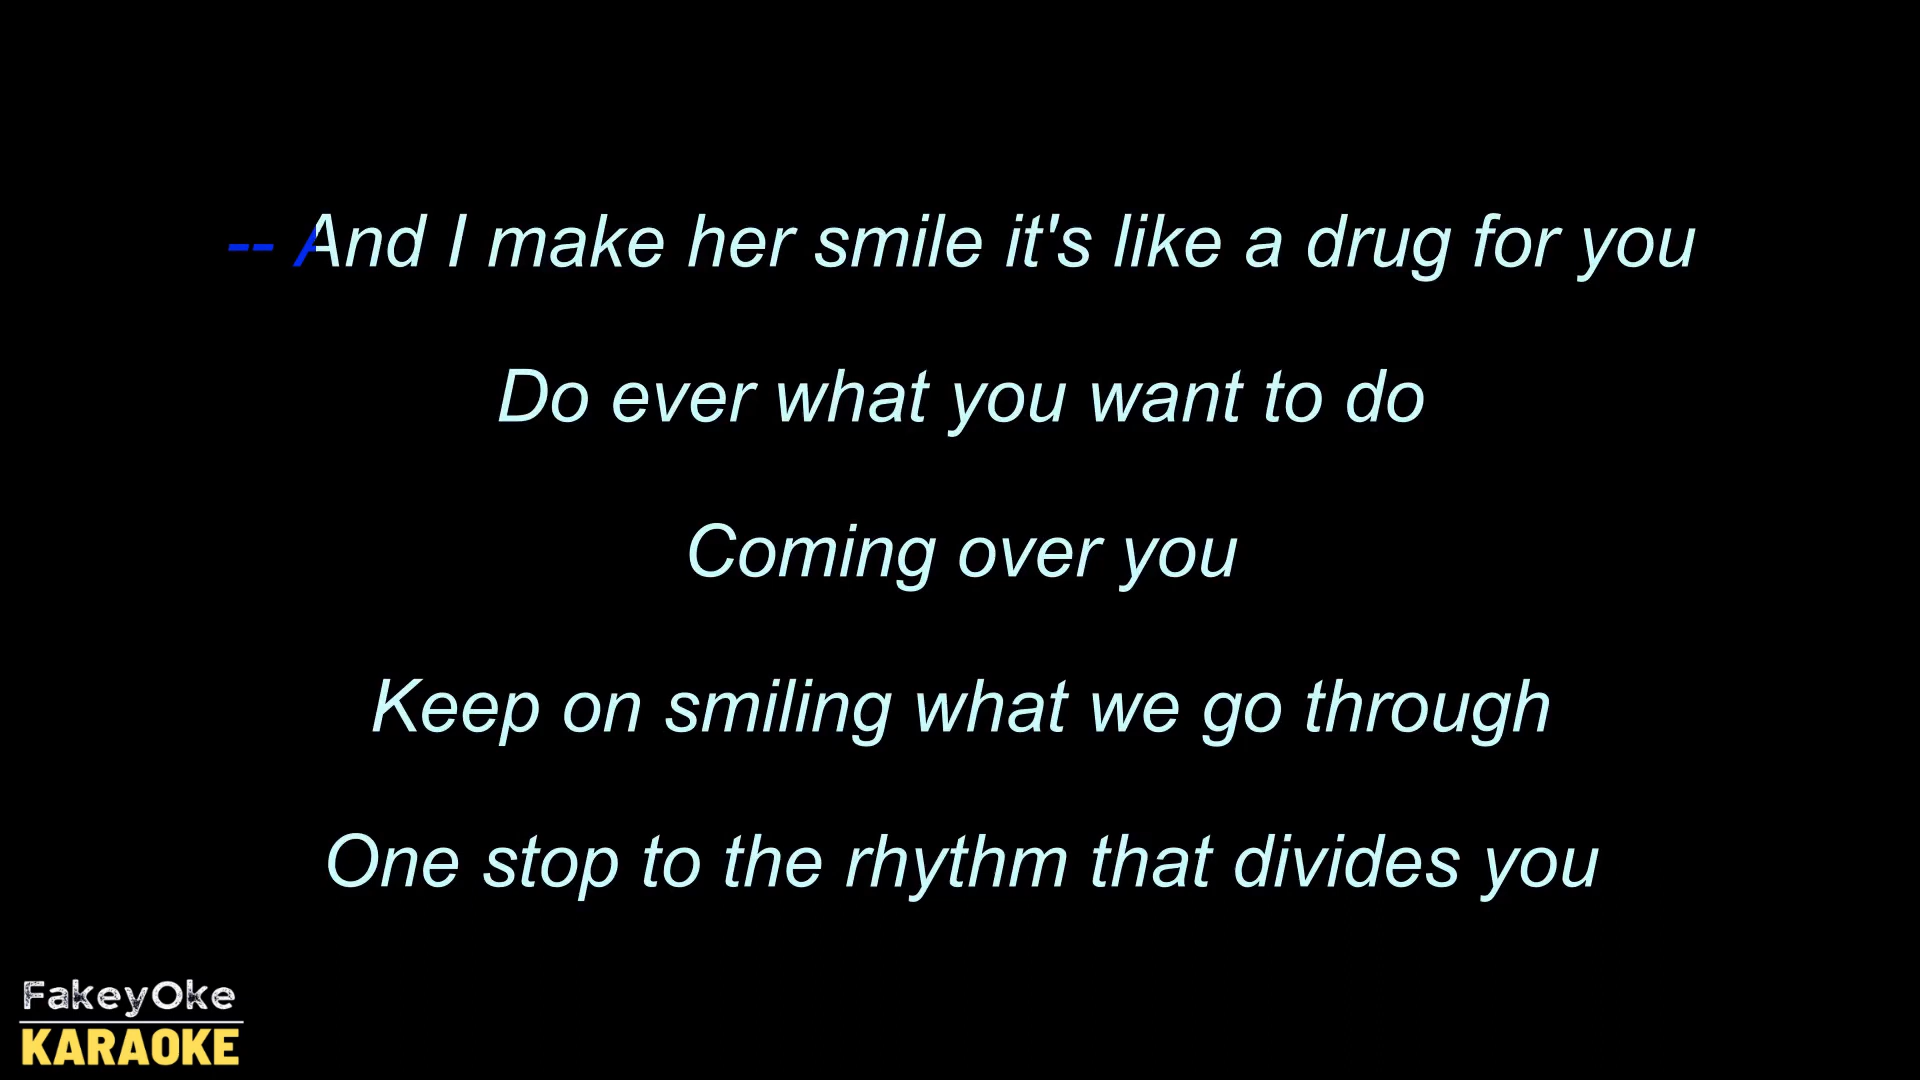 -- And I make her smile it's like a drug for you
Do ever what you want to do
Coming over you
Keep on smiling what we go through
One stop to the rhythm that divides you
FakeyOke
KARAOKE